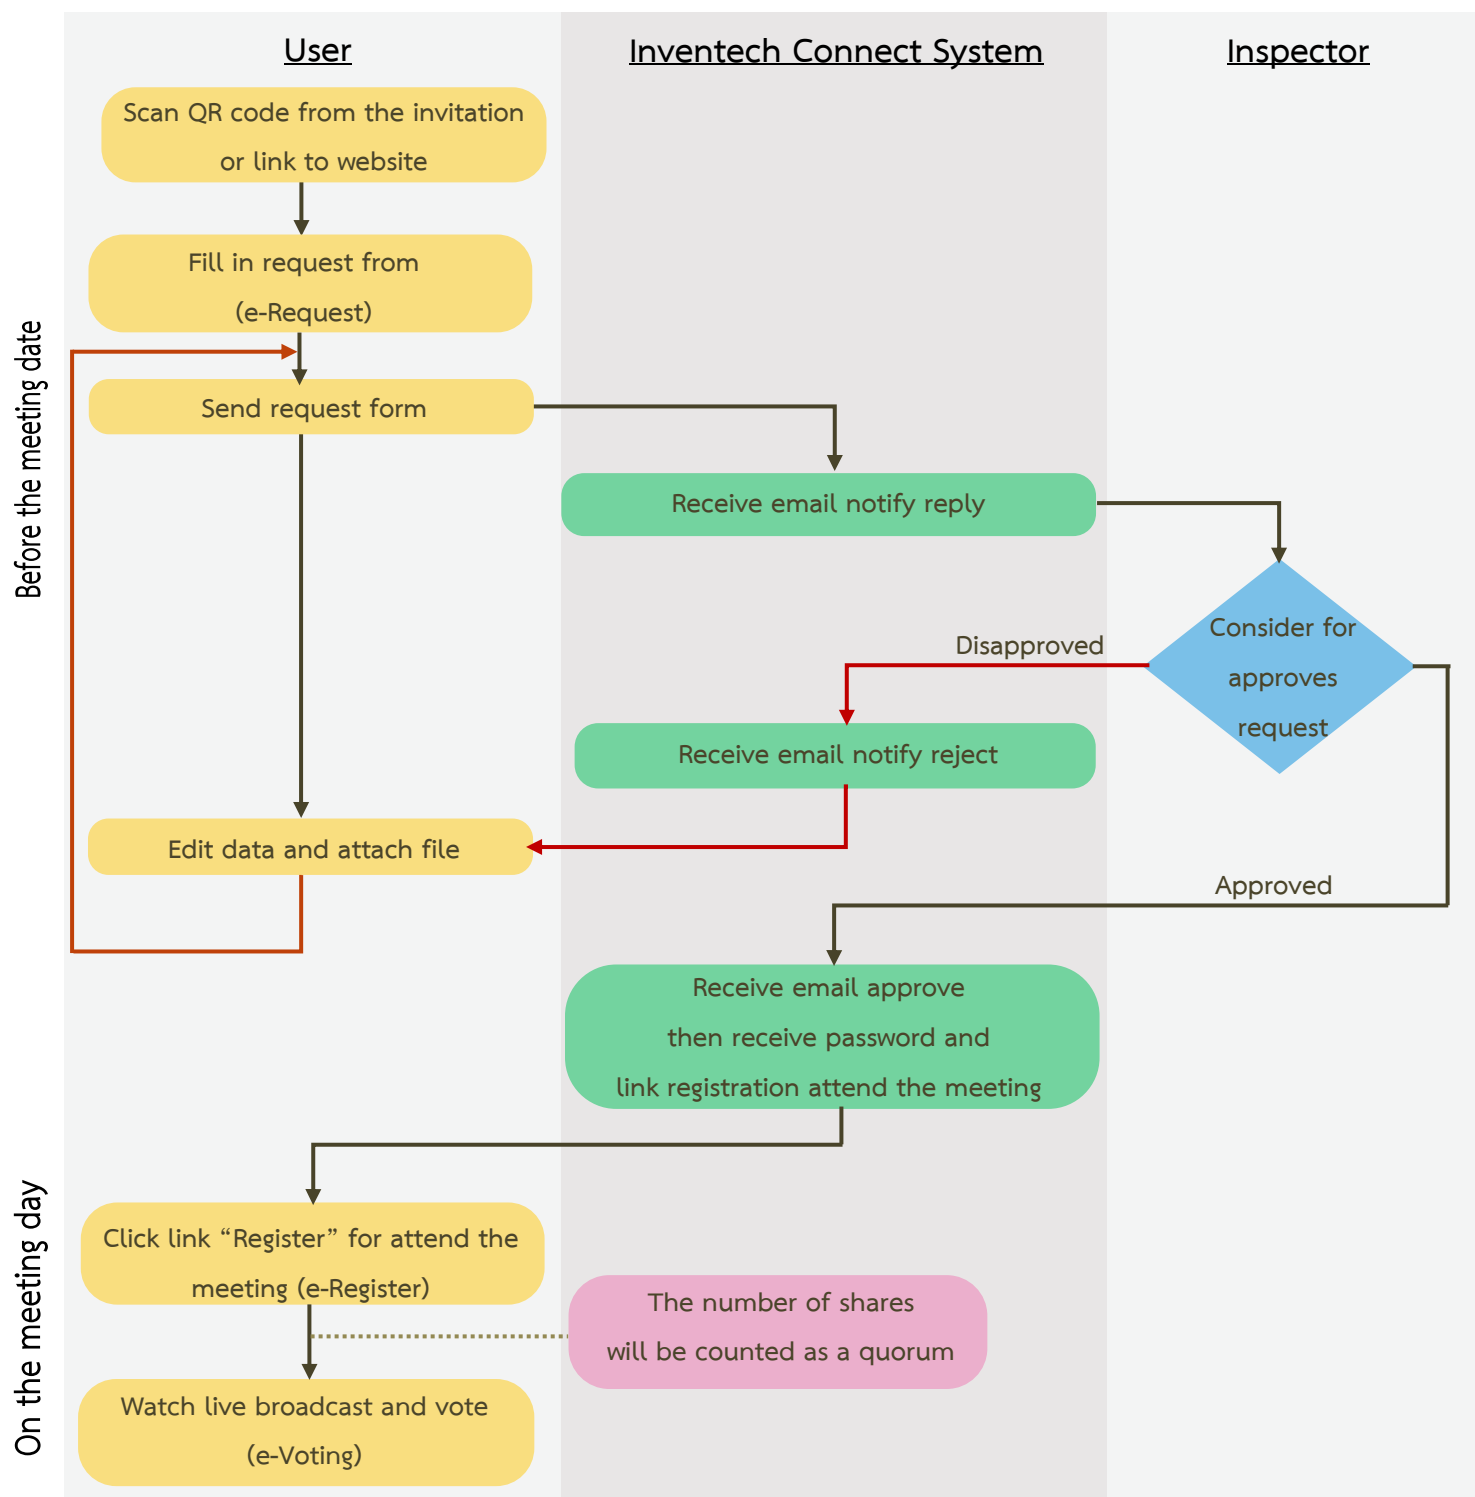 User
Inventech Connect System
Inspector
Before the meeting date
Scan QR code from the invitation
or link to website
Fill in request from
(e-Request)
Send request form
Receive email notify reply
Consider for
approves
request
Disapproved
Receive email notify reject
Edit data and attach file
Approved
Receive email approve
then receive password and
link registration attend the meeting
On the meeting day
Click link “Register” for attend the
meeting (e-Register)
The number of shares
will be counted as a quorum
Watch live broadcast and vote
(e-Voting)